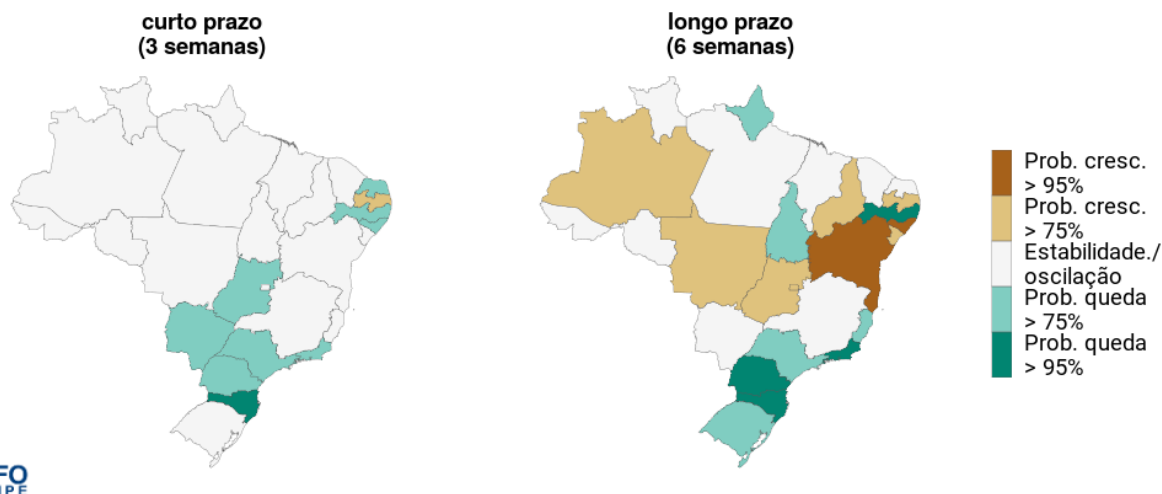 curto prazo
(3 semanas)
longo prazo
(6 semanas)
Prob. cresc.
> 95%
Prob. cresc.
> 75%
Estabilidade./
oscilação
Prob. queda
> 75%
Prob. queda
> 95%
FO